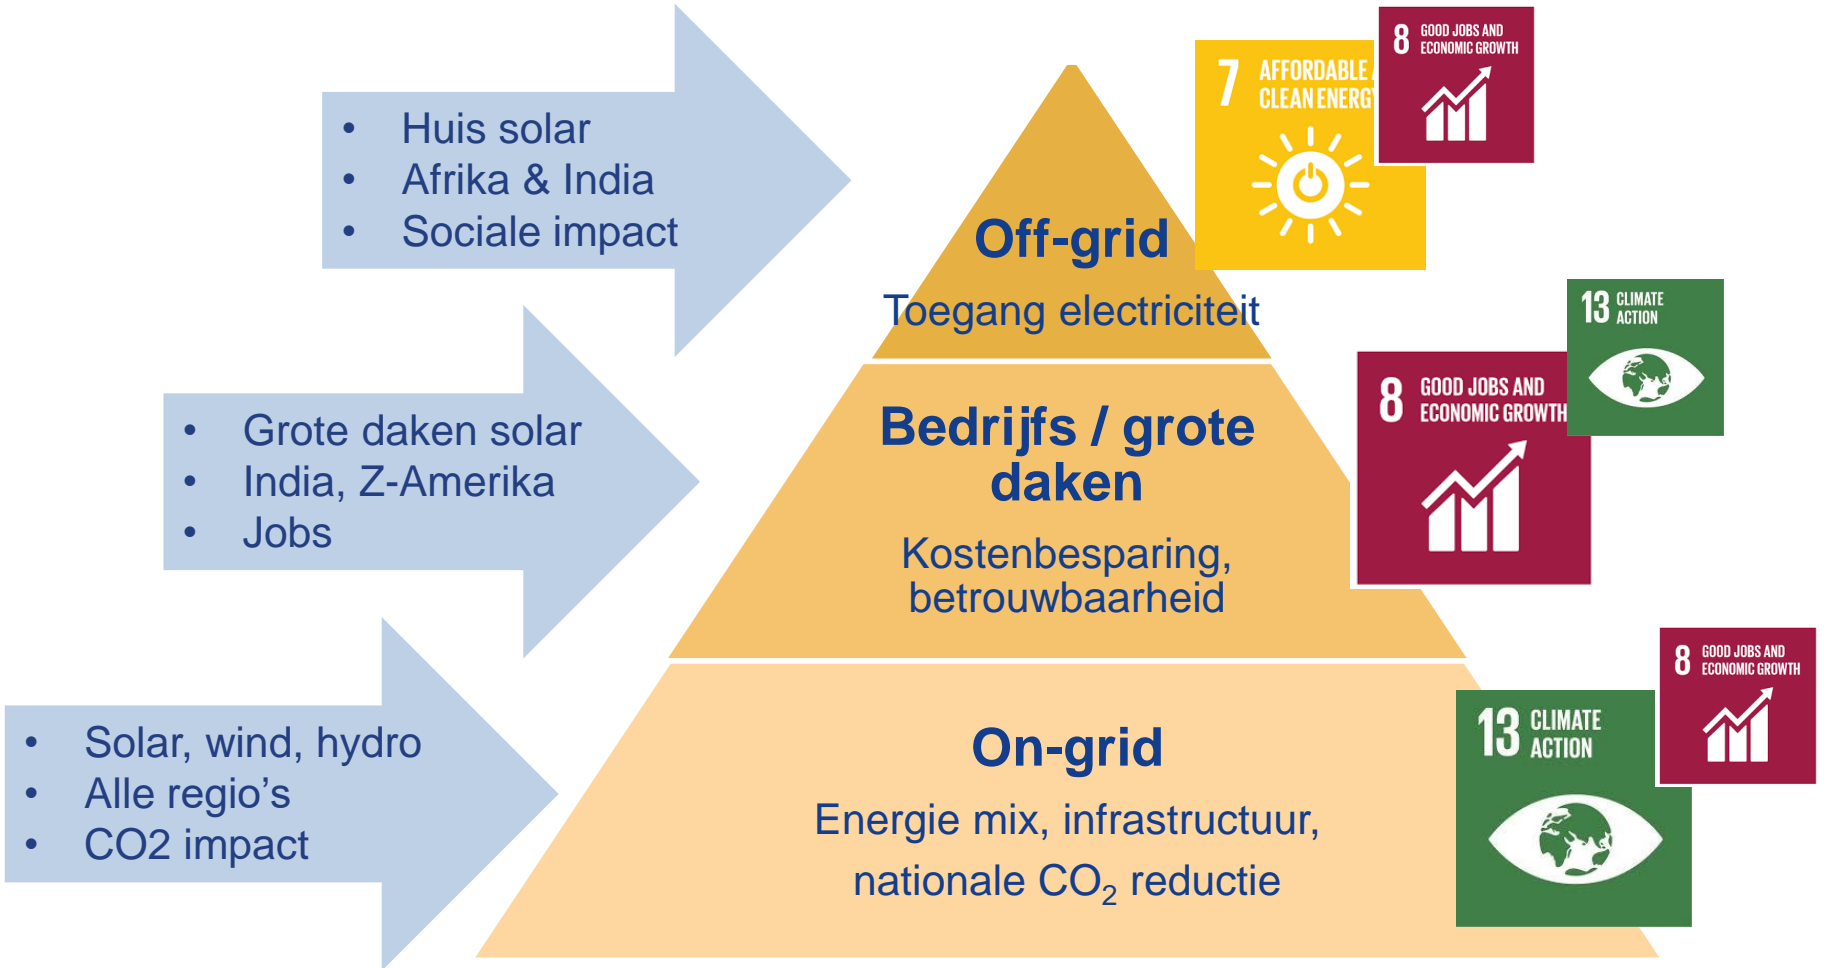 • Huis solar
• Afrika & India
• Sociale impact
Off-grid
Toegang electriciteit
7 AFFORDABLE
CLEAN ENERGY
8 GOOD JOBS AND
ECONOMIC GROWTH
• Grote daken solar
• India, Z-Amerika
• Jobs
Bedrijfs / grote
daken
Kostenbesparing,
betrouwbaarheid
8 GOOD JOBS AND
ECONOMIC GROWTH
13 CLIMATE
ACTION
• Solar, wind, hydro
• Alle regio's
• CO2 impact
On-grid
Energie mix, infrastructuur,
nationale CO₂ reductie
13 CLIMATE
ACTION
8 GOOD JOBS AND
ECONOMIC GROWTH